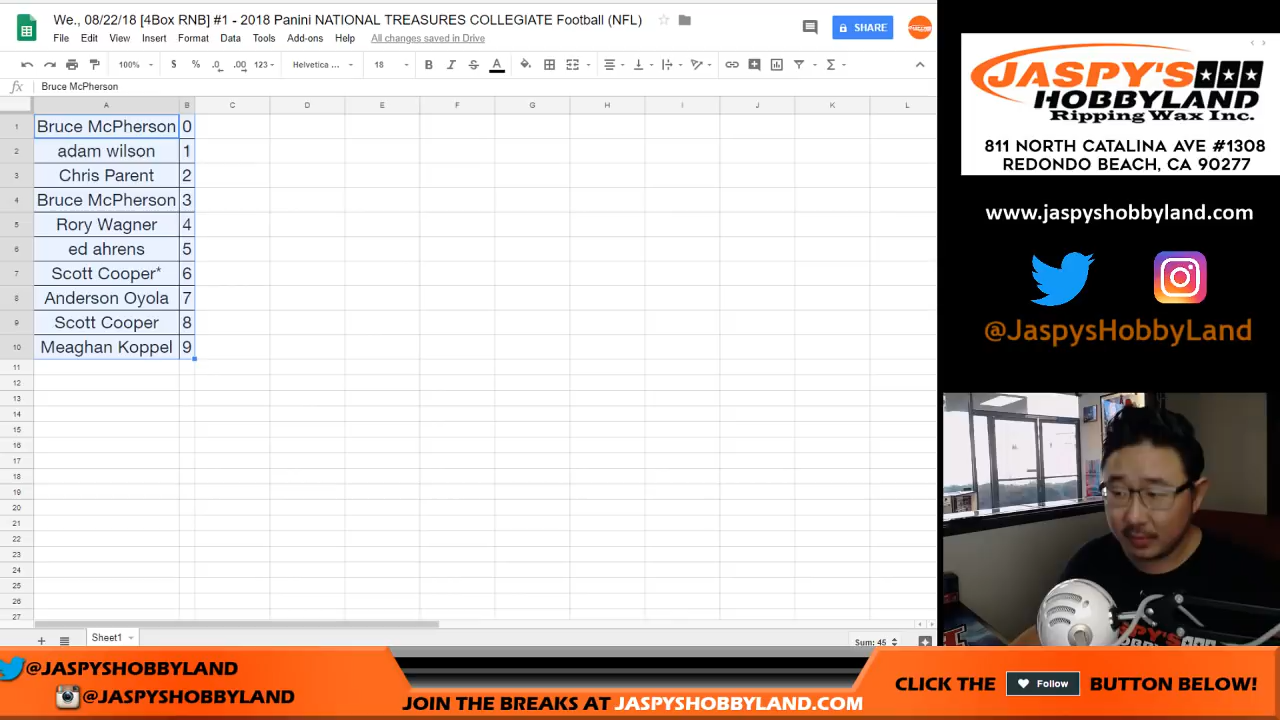 We., 08/22/18 [4Box RNB] #1 - 2018 Panini NATIONAL TREASURES COLLEGIATE Football (NFL)
File Edit View Insert Format Data Tools Add-ons Help All changes saved in Drive
SHARE
100% $ % .0 .00 123 Helvetica ... 18 B I S A
fx Bruce McPherson
A B C D E F G H I J K L
1 Bruce McPherson 0
2 adam wilson 1
3 Chris Parent 2
4 Bruce McPherson 3
5 Rory Wagner 4
6 ed ahrens 5
7 Scott Cooper* 6
8 Anderson Oyola 7
9 Scott Cooper 8
10 Meaghan Koppel 9
11
12
13
14
15
16
17
18
19
20
21
22
23
24
25
26
27
Sheet1
Sum: 45
JASPY'S
HOBBYLAND
Ripping Wax Inc.
811 NORTH CATALINA AVE #1308
REDONDO BEACH, CA 90277
www.jaspyshobbyland.com
@JaspysHobbyLand
JASPY'S
@JASPYSHOBBYLAND
@JASPYSHOBBYLAND
JOIN THE BREAKS AT JASPYSHOBBYLAND.COM
CLICK THE Follow BUTTON BELOW!